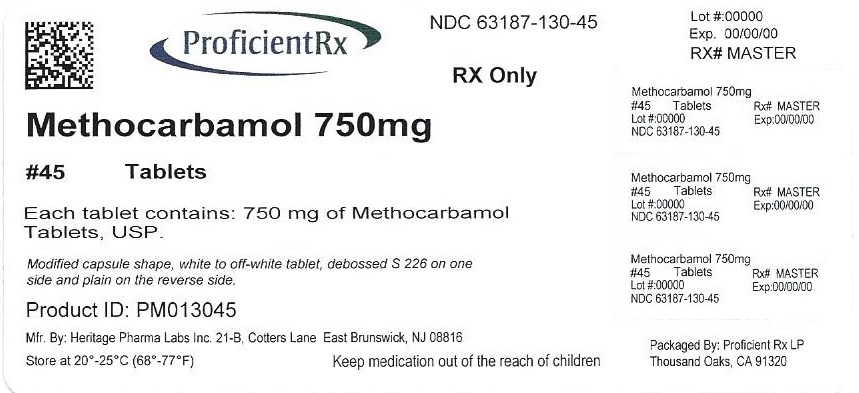 ProficientRx
NDC 63187-130-45
RX Only
Methocarbamol 750mg
#45 Tablets
Each tablet contains: 750 mg of Methocarbamol
Tablets, USP.
Modified capsule shape, white to off-white tablet, debossed S 226 on one
side and plain on the reverse side.
Product ID: PM013045
Mfr. By: Heritage Pharma Labs Inc. 21-B, Cotters Lane East Brunswick, NJ 08816
Store at 20°-25°C (68°-77°F) Keep medication out of the reach of children
Lot #:00000
Exp. 00/00/00
RX# MASTER
Methocarbamol 750mg
#45 Tablets Rx# MASTER
Lot #:00000 Exp:00/00/00
NDC 63187-130-45
Methocarbamol 750mg
#45 Tablets Rx# MASTER
Lot #:00000 Exp:00/00/00
NDC 63187-130-45
Methocarbamol 750mg
#45 Tablets Rx# MASTER
Lot #:00000 Exp:00/00/00
NDC 63187-130-45
Packaged By: Proficient Rx LP
Thousand Oaks, CA 91320